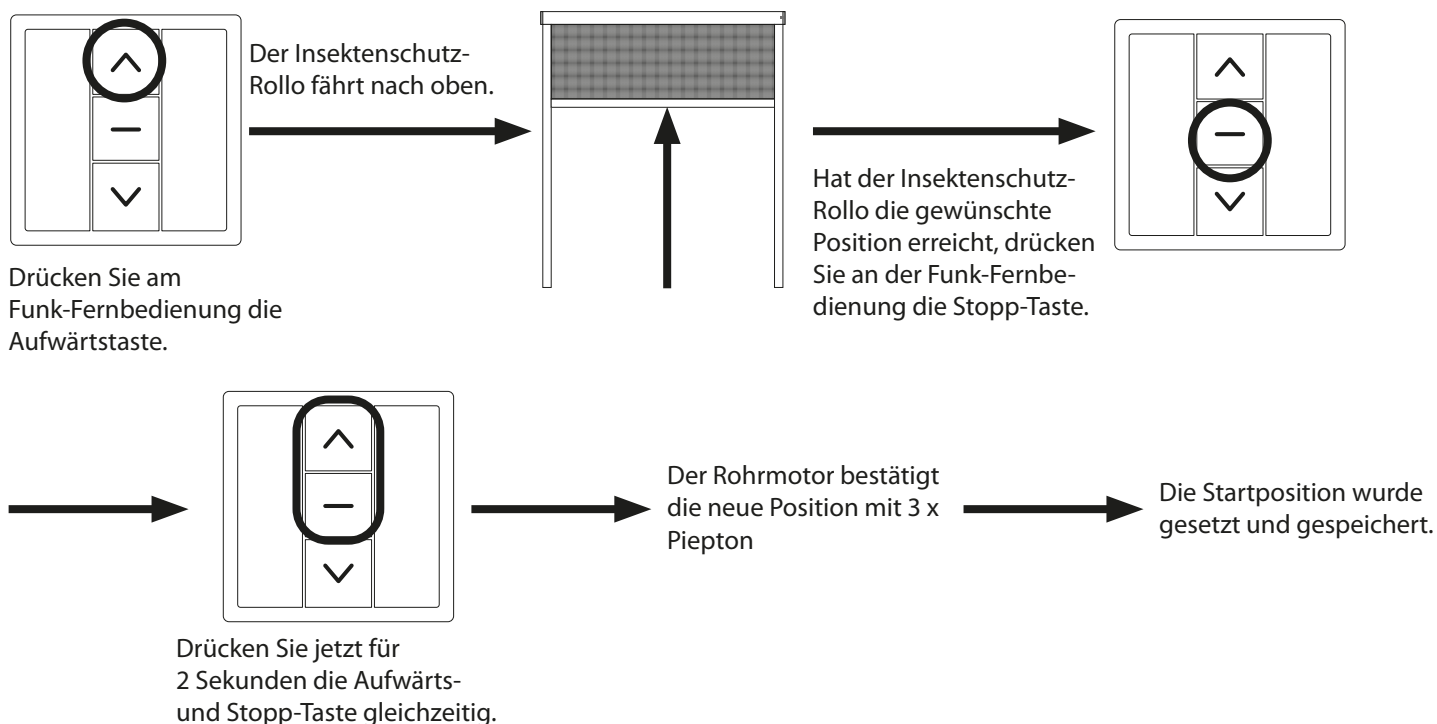 Der Insektenschutz-
Rollo fährt nach oben.
Drücken Sie am
Funk-Fernbedienung die
Aufwärtstaste.
Hat der Insektenschutz-
Rollo die gewünschte
Position erreicht, drücken
Sie an der Funk-Fernbe-
dienung die Stopp-Taste.
Drücken Sie jetzt für
2 Sekunden die Aufwärts-
und Stopp-Taste gleichzeitig.
Der Rohrmotor bestätigt
die neue Position mit 3 x
Piepton
Die Startposition wurde
gesetzt und gespeichert.